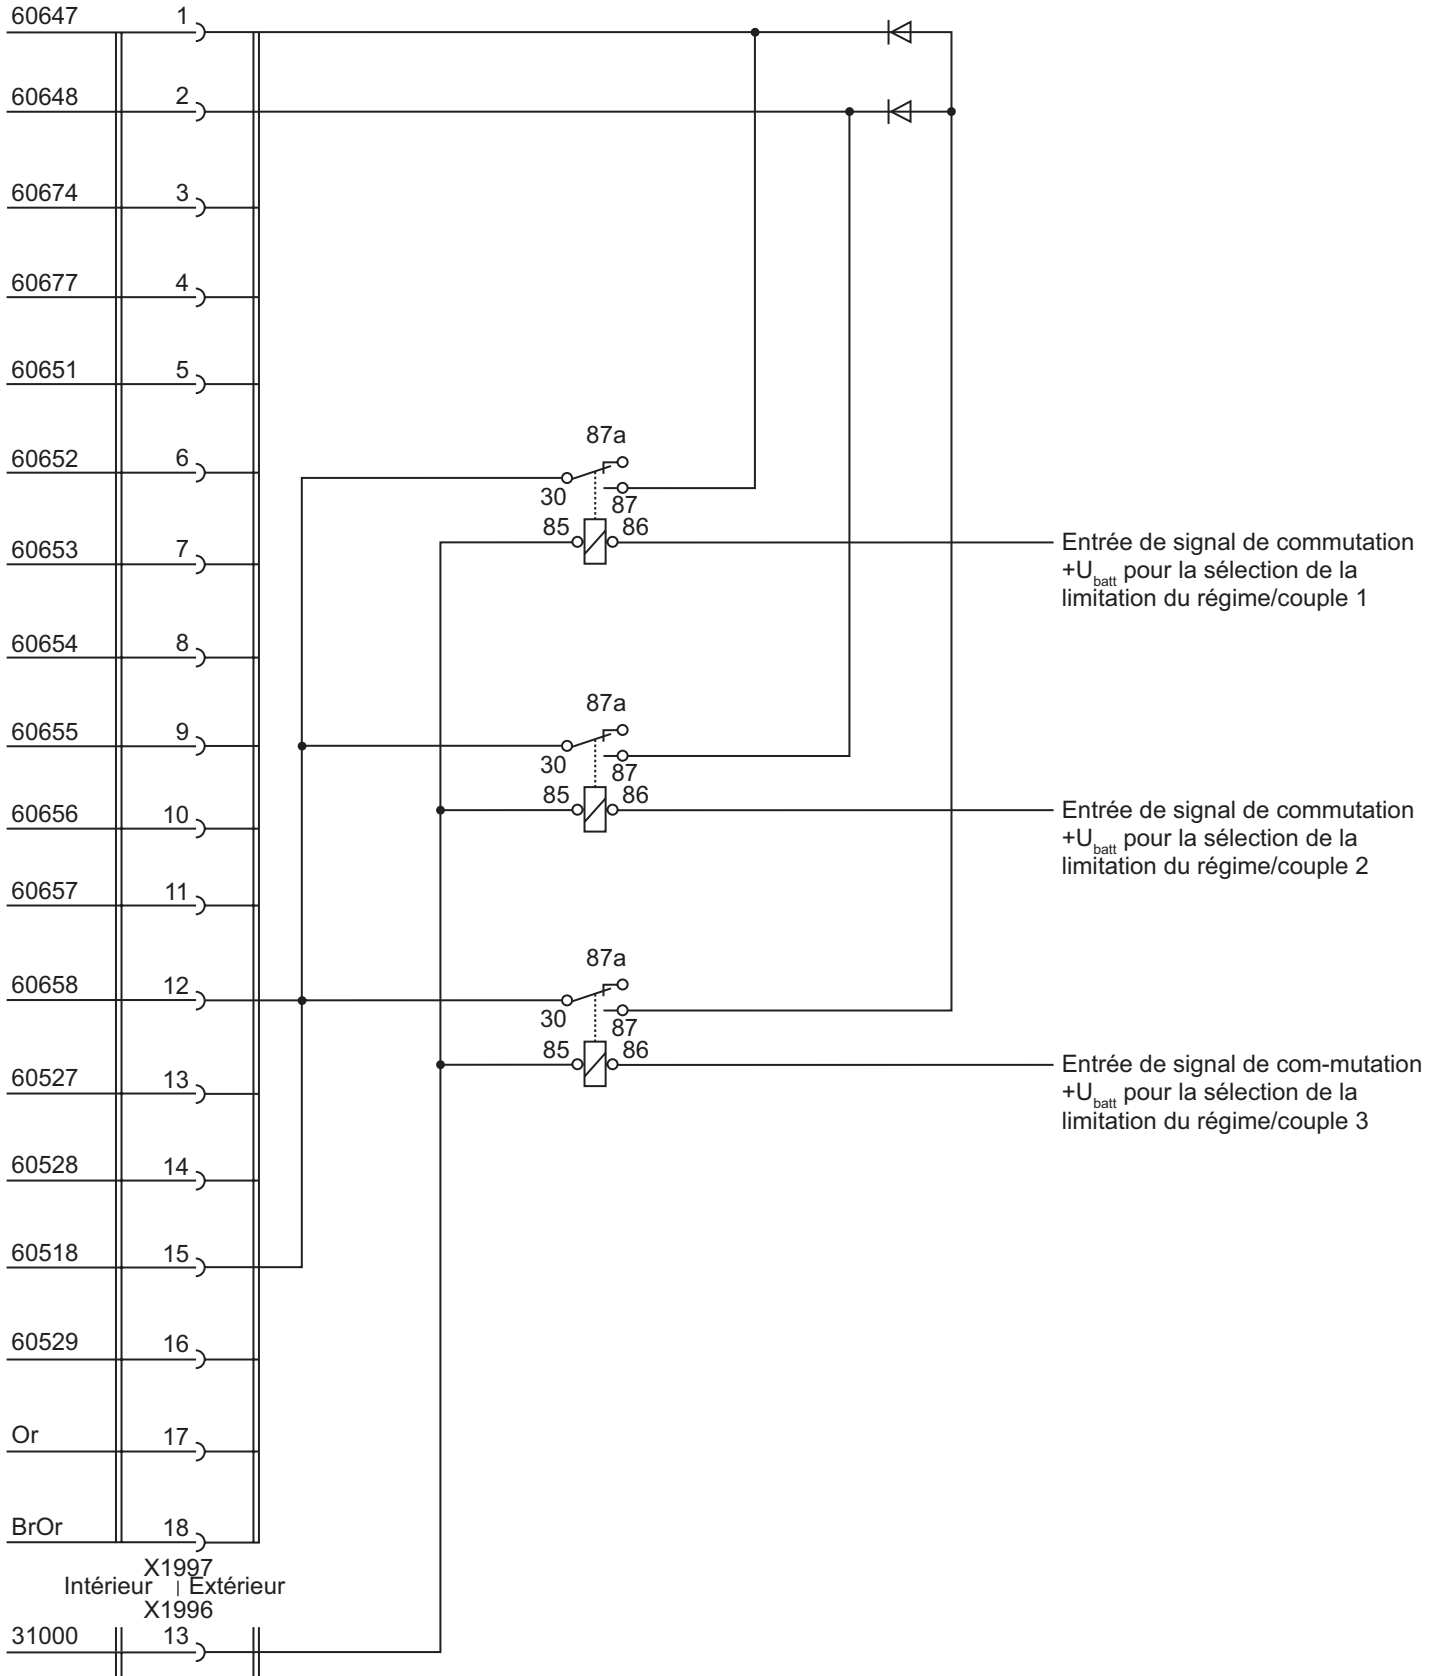 60647 1
60648 2
60674 3
60677 4
60651 5
60652 6
87a
30 87
85 86
60653 7
Entrée de signal de commutation
+Ubatt pour la sélection de la
limitation du régime/couple 1
60654 8
87a
60655 9
30 87
85 86
60656 10
Entrée de signal de commutation
+Ubatt pour la sélection de la
limitation du régime/couple 2
60657 11
87a
60658 12
30 87
85 86
60527 13
Entrée de signal de com-mutation
+Ubatt pour la sélection de la
limitation du régime/couple 3
60528 14
60518 15
60529 16
Or 17
BrOr 18
X1997
Intérieur | Extérieur
X1996
31000 13